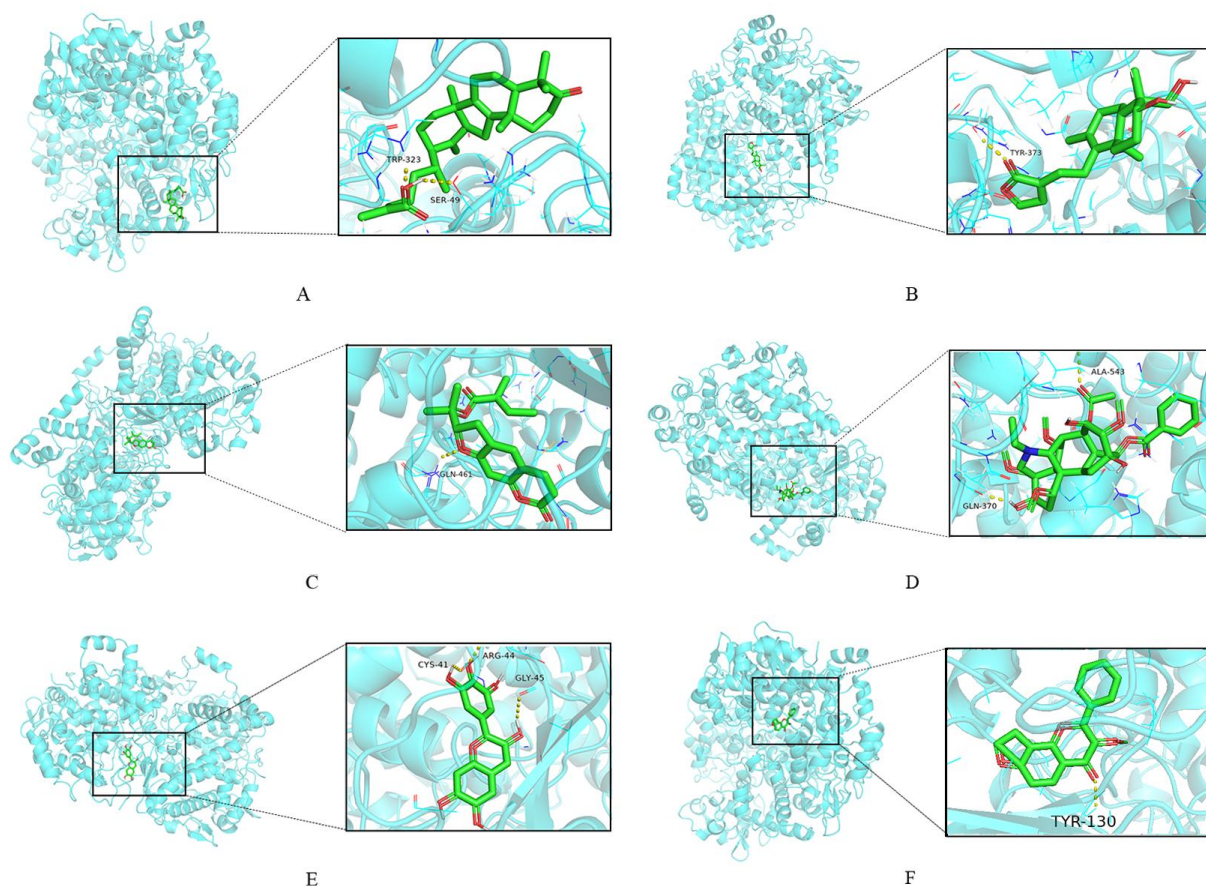 TRP-323
SER-49
A
TYR-373
B
GLN-461
C
ALA-543
GLN-370
D
CYS-41
ARG-44
GLY-45
E
TYR-130
F